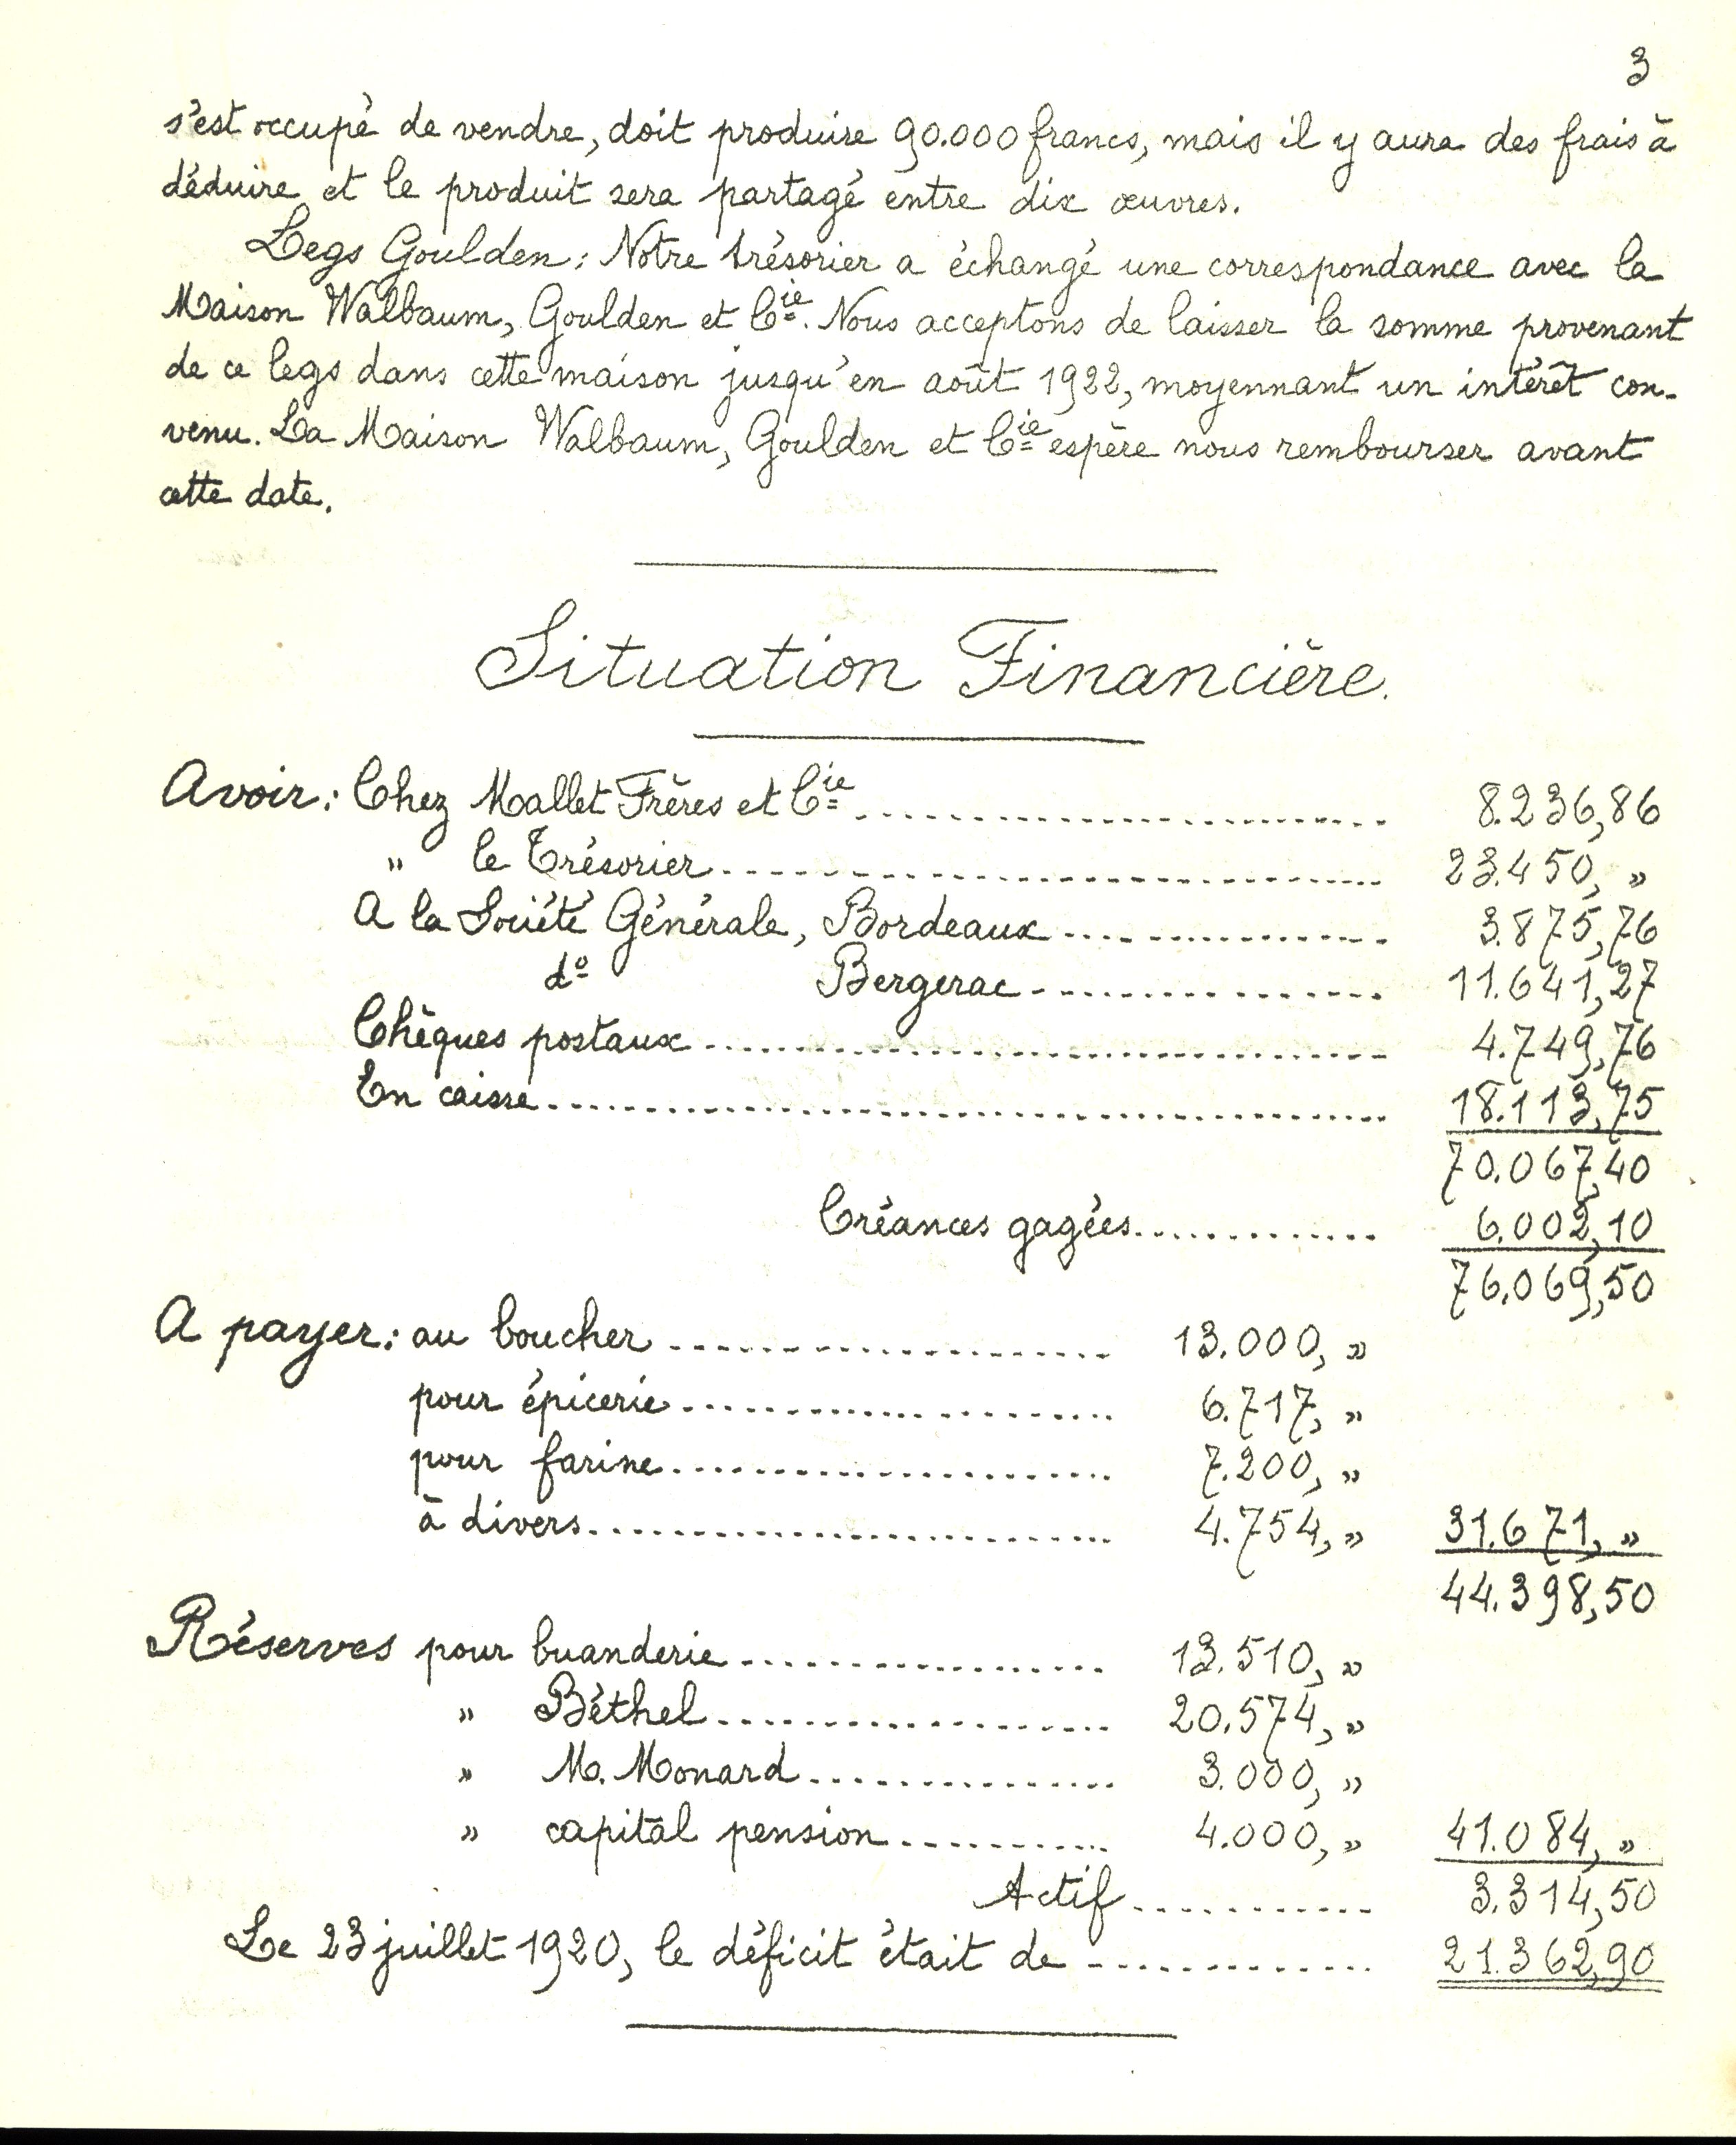 3
s'est occupé de vendre, doit produire 90.000 francs, mais il y aura des frais à
déduire et le produit sera partagé entre dix œuvres.
Legs Goulden : Notre trésorier a échangé une correspondance avec la
Maison Walbaum, Goulden et Cie. Nous acceptons de laisser la somme provenant
de ce legs dans cette maison jusqu'en août 1922, moyennant un intérêt con-
venu. La Maison Walbaum, Goulden et Cie espère nous rembourser avant
cette date.
Situation Financière.
Avoir : Chez Mallet Frères et Cie .......... 8.236,86
" le Trésorier .......... 23.450, "
A la Société Générale, Bordeaux .......... 3.875,76
do Bergerac .......... 11.641,27
Chèques postaux .......... 4.749,76
En caisse .......... 18.113,75
70.067,40
Créances gagées .......... 6.002,10
76.069,50
A payer : au boucher .......... 13.000, "
pour épicerie .......... 6.717, "
pour farine .......... 7.200, "
à divers .......... 4.754, " 31.671, "
44.398,50
Réserves pour buanderie .......... 13.510, "
" Béthel .......... 20.574, "
" M. Monard .......... 3.000, "
" capital pension .......... 4.000, " 41.084, "
Actif .......... 3.314,50
Le 23 juillet 1920, le déficit était de .......... 21.362,90